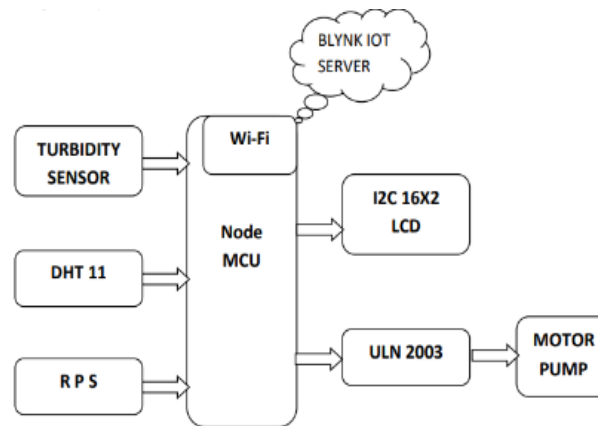 BLYNK IOT
SERVER
Wi-Fi
TURBIDITY
SENSOR
I2C 16X2
LCD
Node
MCU
DHT 11
ULN 2003
MOTOR
PUMP
R P S